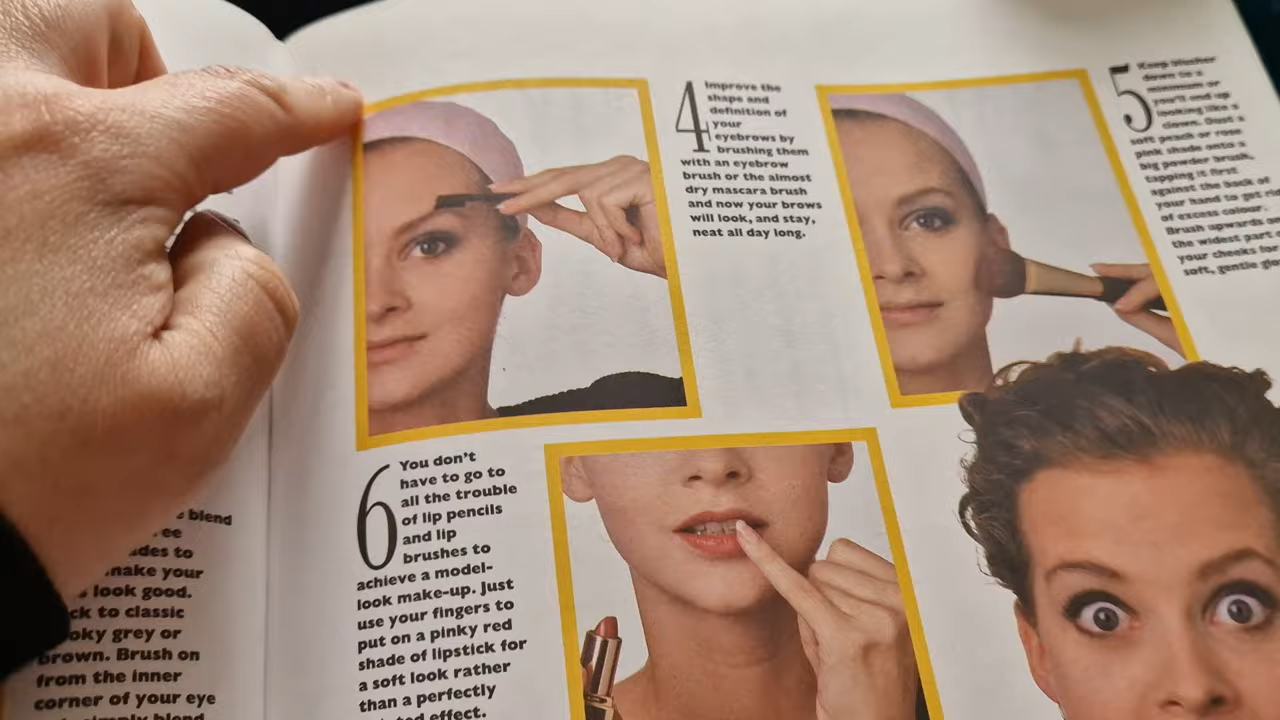 4
Improve the
shape and
definition of
your
eyebrows by
brushing them
with an eyebrow
brush or the almost
dry mascara brush
and now your brows
will look, and stay,
neat all day long.
5
Keep blusher
down to a
minimum or
you'll end up
looking like a
clown. Dust a
soft peach or rose
pink shade onto a
big powder brush,
tapping it first
against the back of
your hand to get rid
of excess colour.
Brush upwards on
the widest part of
your cheeks for
soft, gentle
6
You don't
have to go to
all the trouble
of lip pencils
and lip
brushes to
achieve a model-
look make-up. Just
use your fingers to
put on a pinky red
shade of lipstick for
a soft look rather
than a perfectly
effect.
blend
to
make your
look good.
to classic
grey or
brown. Brush on
from the inner
corner of your eye
simply blend